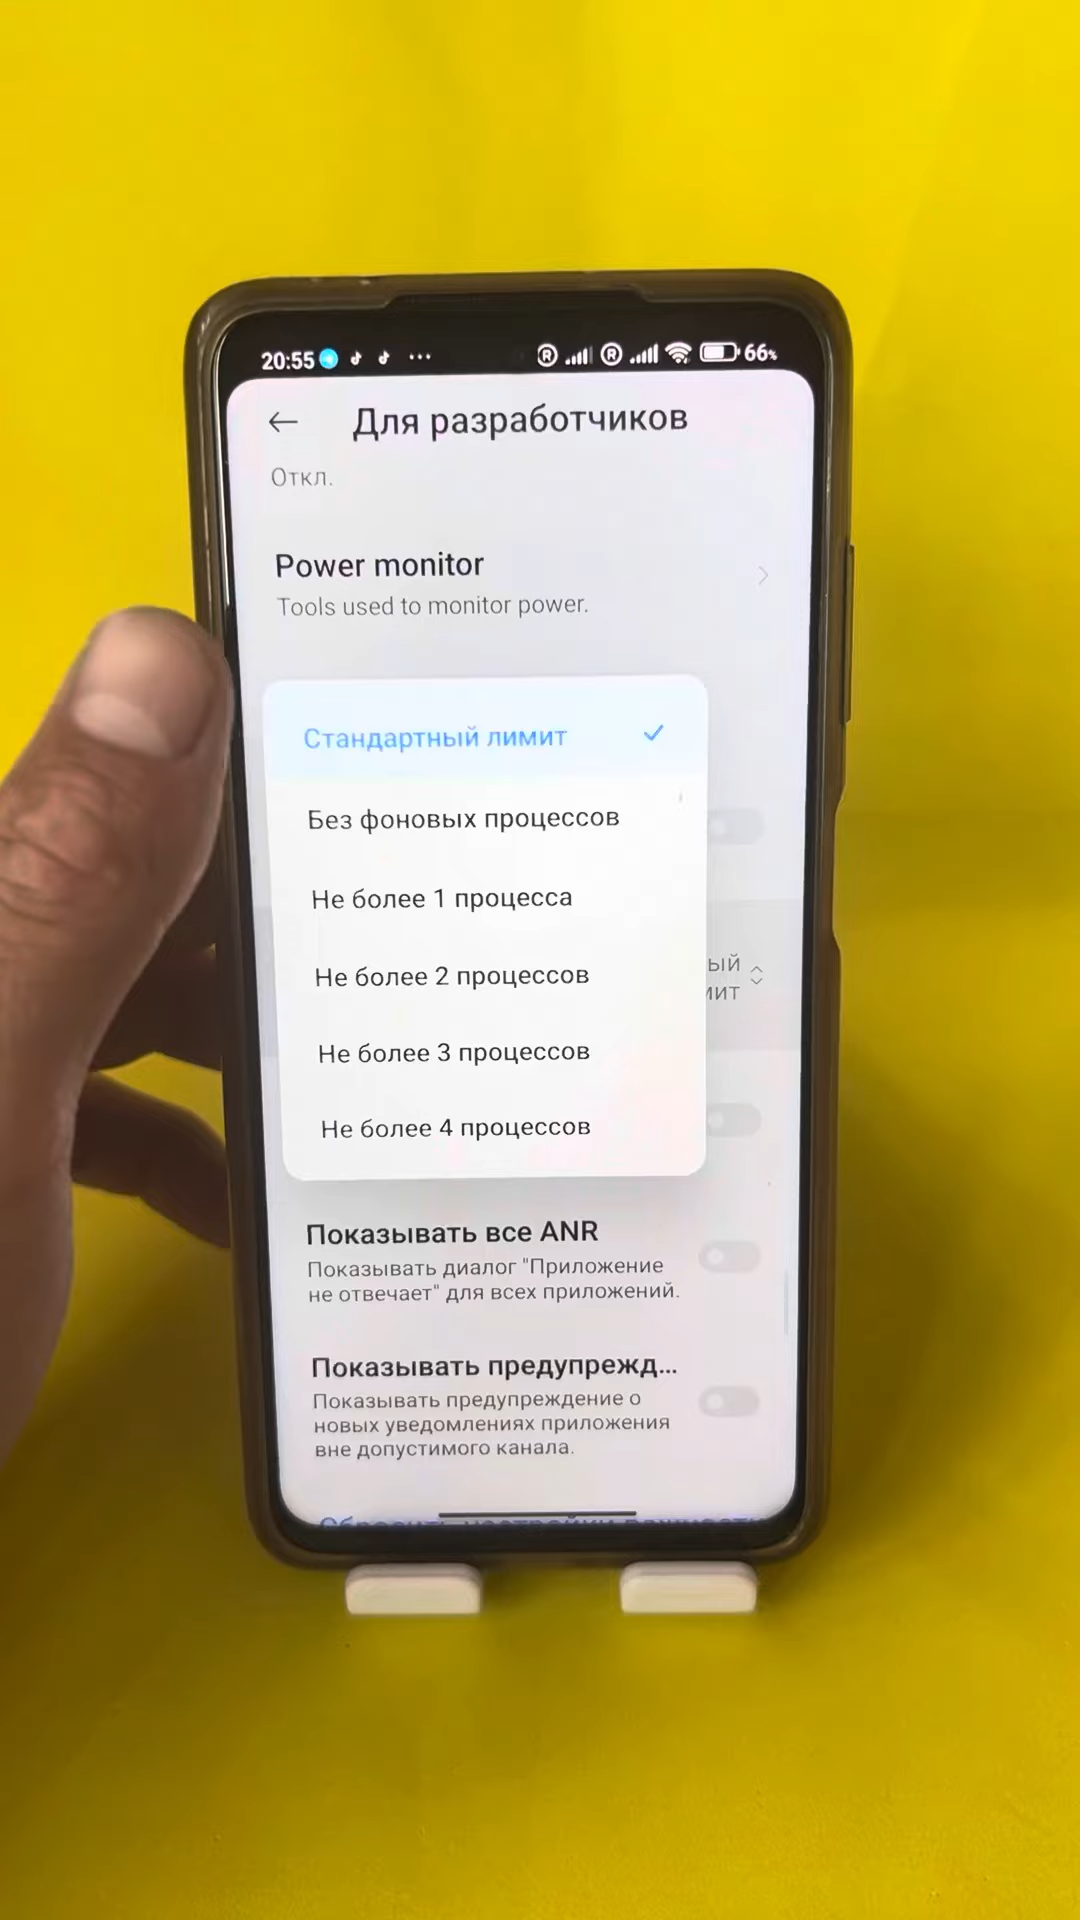 20:55
66%
Для разработчиков
Откл.
Power monitor
Tools used to monitor power.
Стандартный лимит
Без фоновых процессов
Не более 1 процесса
Не более 2 процессов
ый
ит
Не более 3 процессов
Не более 4 процессов
Показывать все ANR
Показывать диалог "Приложение
не отвечает" для всех приложений.
Показывать предупрежд...
Показывать предупреждение о
новых уведомлениях приложения
вне допустимого канала.